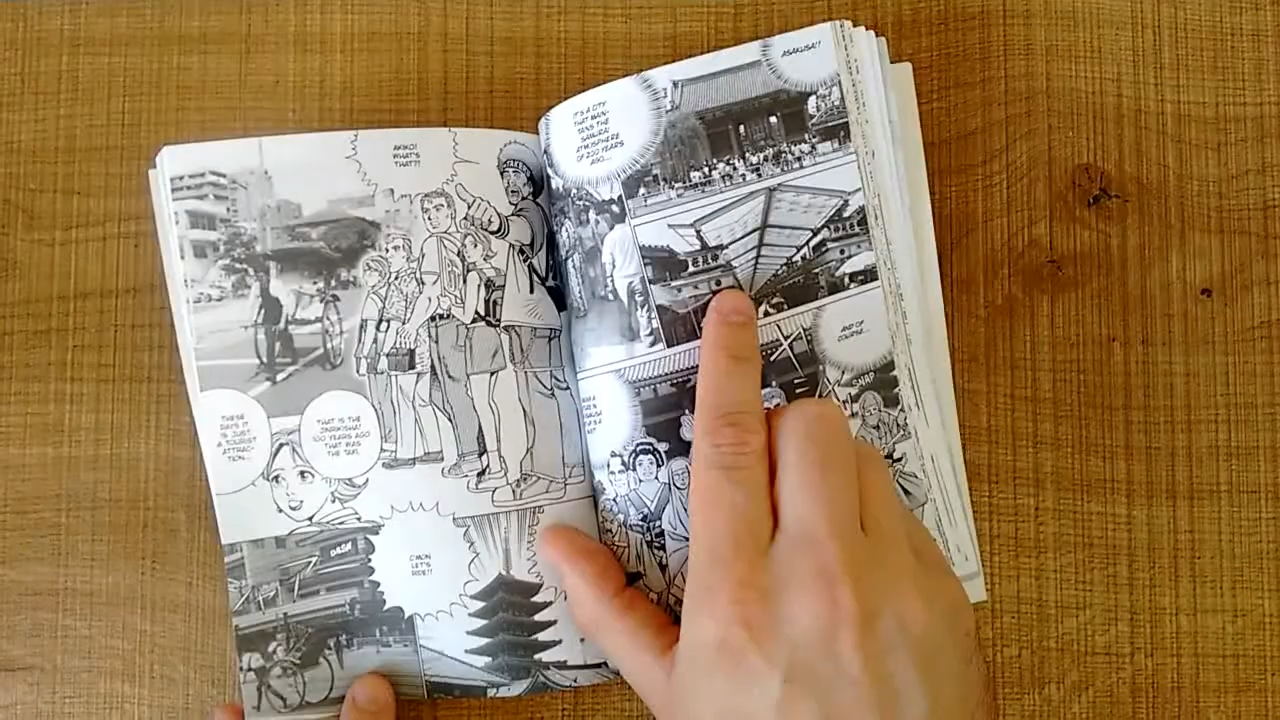 AKIKO!
WHAT'S
THAT?!
THESE
DAYS IT
IS JUST
A TOURIST
ATTRAC-
TION...
THAT IS THE
JINRIKISHA!
100 YEARS AGO
THAT WAS
THE TAXI.
DASH
C'MON
LET'S
RIDE!!
ASAKUSA!!
IT'S A CITY
THAT MAIN-
TAINS THE
SAMURAI
ATMOSPHERE
OF 200 YEARS
AGO...
AND OF
COURSE...
SNAP